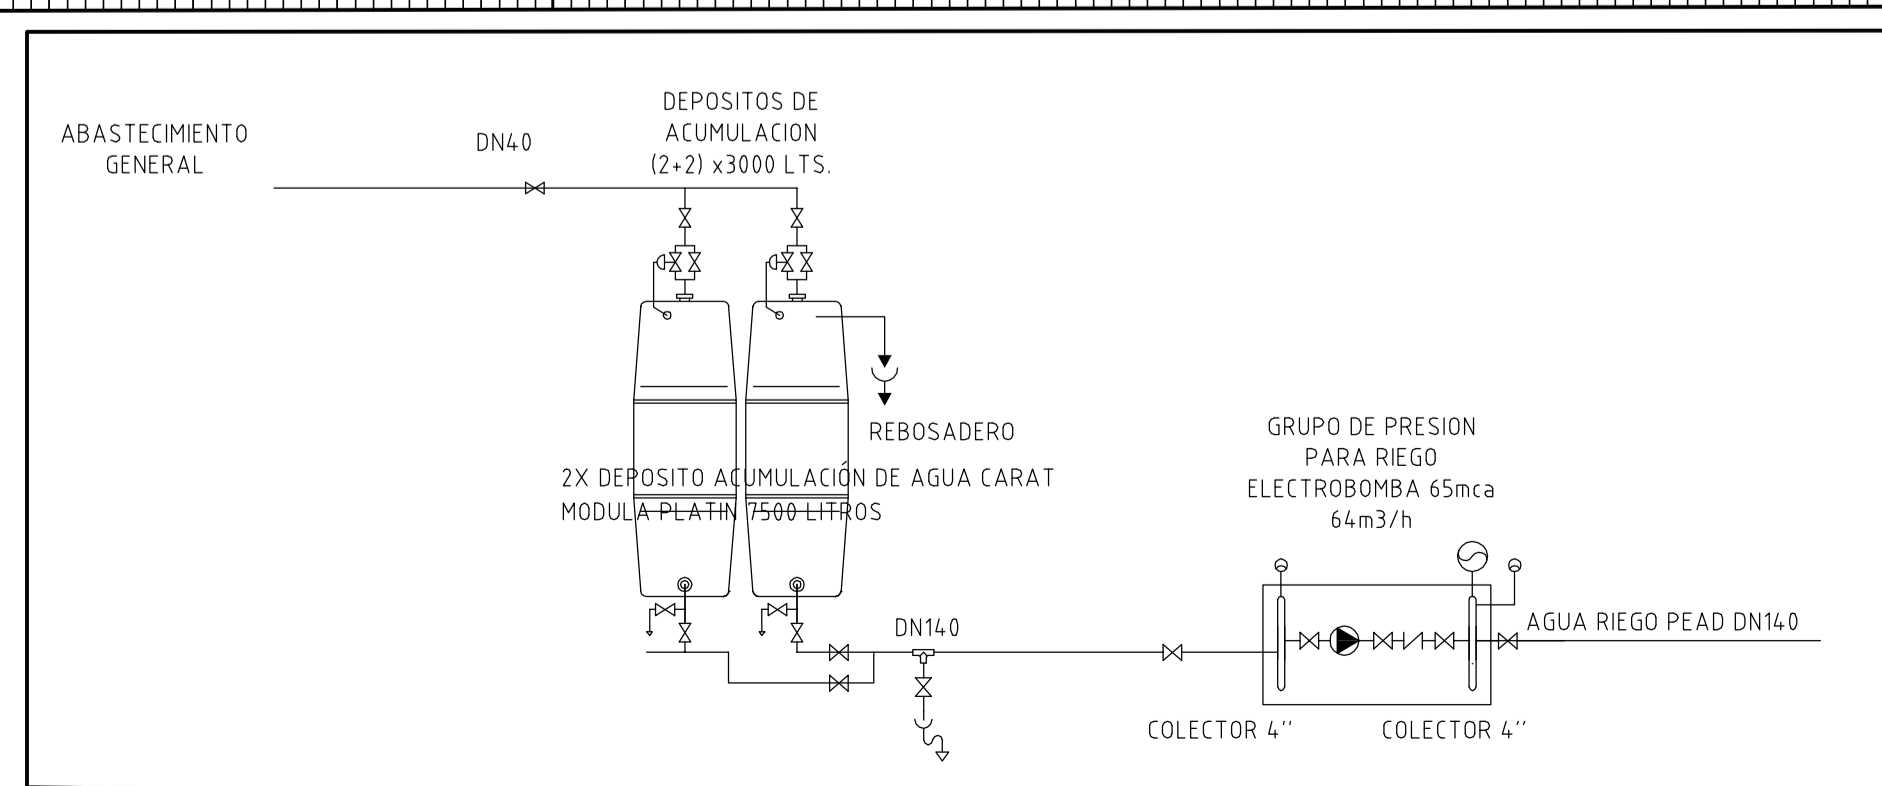 ABASTECIMIENTO
GENERAL
DN40
DEPOSITOS DE
ACUMULACION
(2+2) x3000 LTS.
REBOSADERO
2X DEPOSITO ACUMULACIÓN DE AGUA CARAT
MODULA PLATIN 7500 LITROS
GRUPO DE PRESION
PARA RIEGO
ELECTROBOMBA 65mca
64m3/h
DN140
AGUA RIEGO PEAD DN140
COLECTOR 4''
COLECTOR 4''